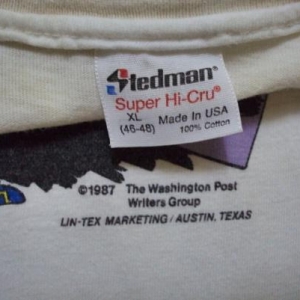 Stedman®
Super Hi-Cru®
XL Made In USA
(46-48) 100% Cotton
©1987 The Washington Post
Writers Group
LIN-TEX MARKETING / AUSTIN, TEXAS